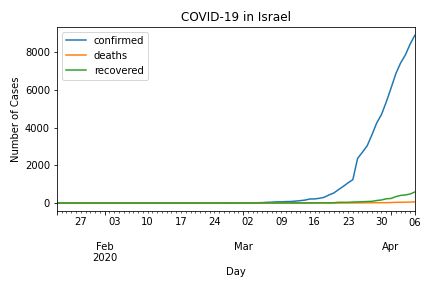 COVID-19 in Israel
Number of Cases
8000
6000
4000
2000
0
confirmed
deaths
recovered
27 03 10 17 24 02 09 16 23 30 06
Feb Mar Apr
2020
Day